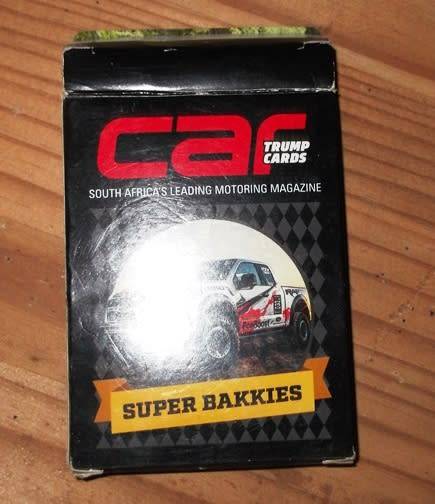 car
TRUMP
CARDS
SOUTH AFRICA'S LEADING MOTORING MAGAZINE
SUPER BAKKIES